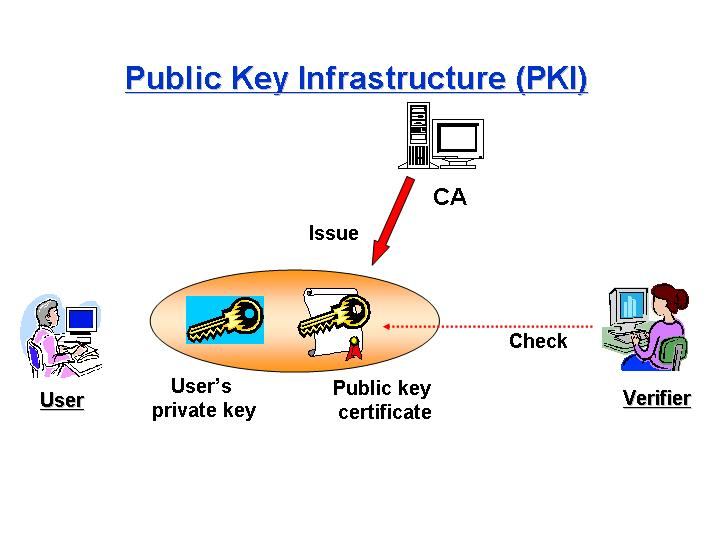 Public Key Infrastructure (PKI)
CA
Issue
Check
User
User's
private key
Public key
certificate
Verifier